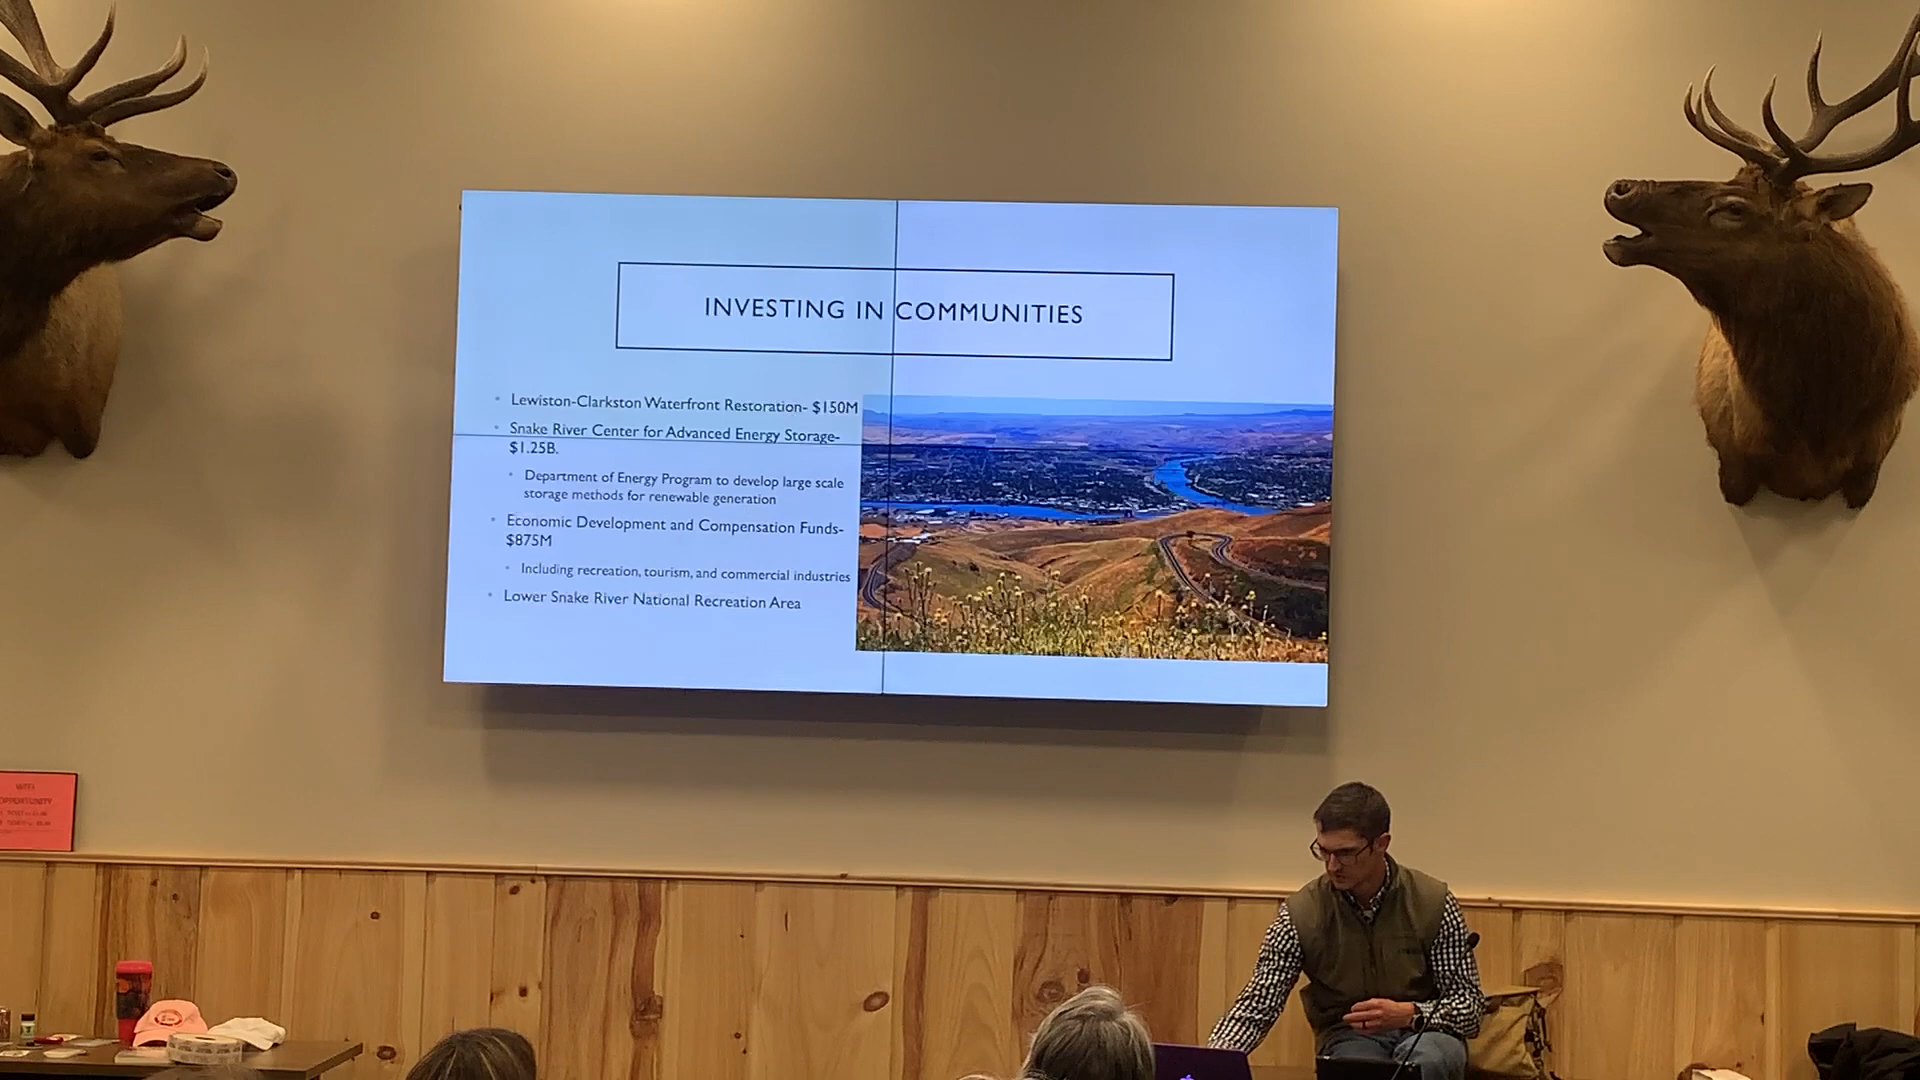 INVESTING IN COMMUNITIES
Lewiston-Clarkston Waterfront Restoration- $150M
Snake River Center for Advanced Energy Storage-
$1.25B.
Department of Energy Program to develop large scale
storage methods for renewable generation
Economic Development and Compensation Funds-
$875M
Including recreation, tourism, and commercial industries
Lower Snake River National Recreation Area
OPPORTUNITY